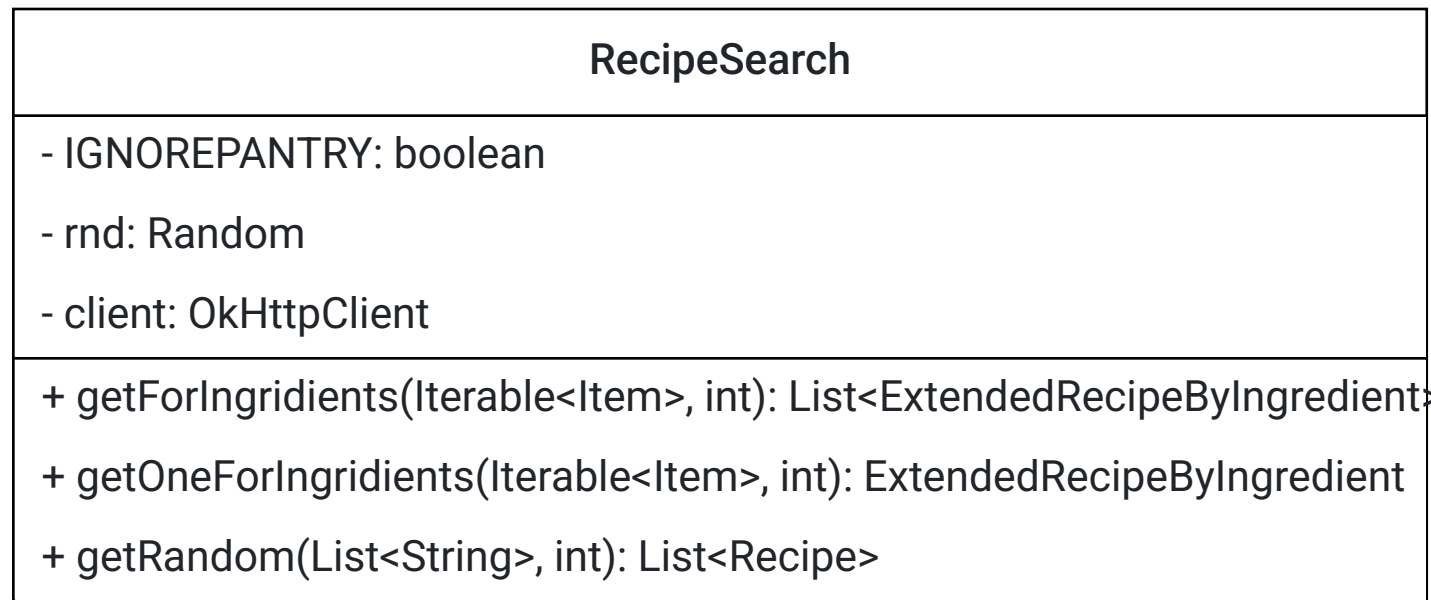 RecipeSearch
- IGNOREPANTRY: boolean
- rnd: Random
- client: OkHttpClient
+ getForIngridients(Iterable<Item>, int): List<ExtendedRecipeByIngredient>
+ getOneForIngridients(Iterable<Item>, int): ExtendedRecipeByIngredient
+ getRandom(List<String>, int): List<Recipe>